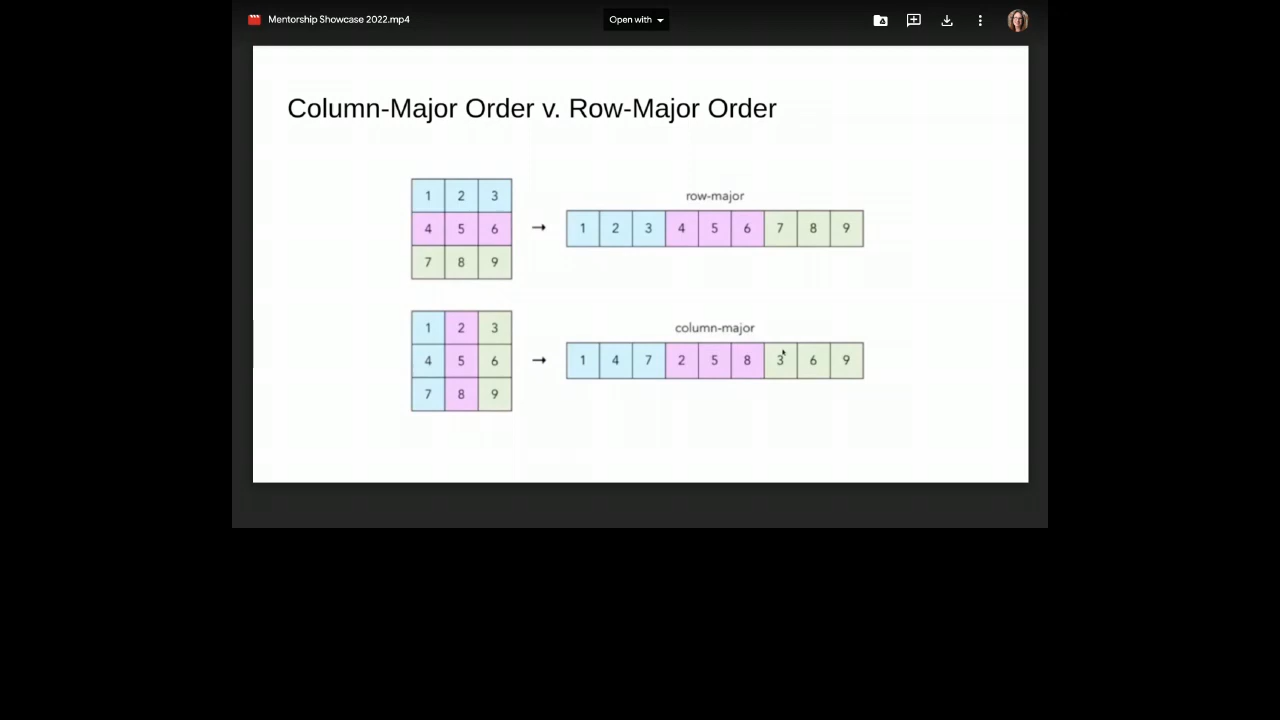 Mentorship Showcase 2022.mp4
Open with
Column-Major Order v. Row-Major Order
1 2 3
4 5 6
7 8 9
→
row-major
1 2 3 4 5 6 7 8 9
1 2 3
4 5 6
7 8 9
→
column-major
1 4 7 2 5 8 3 6 9